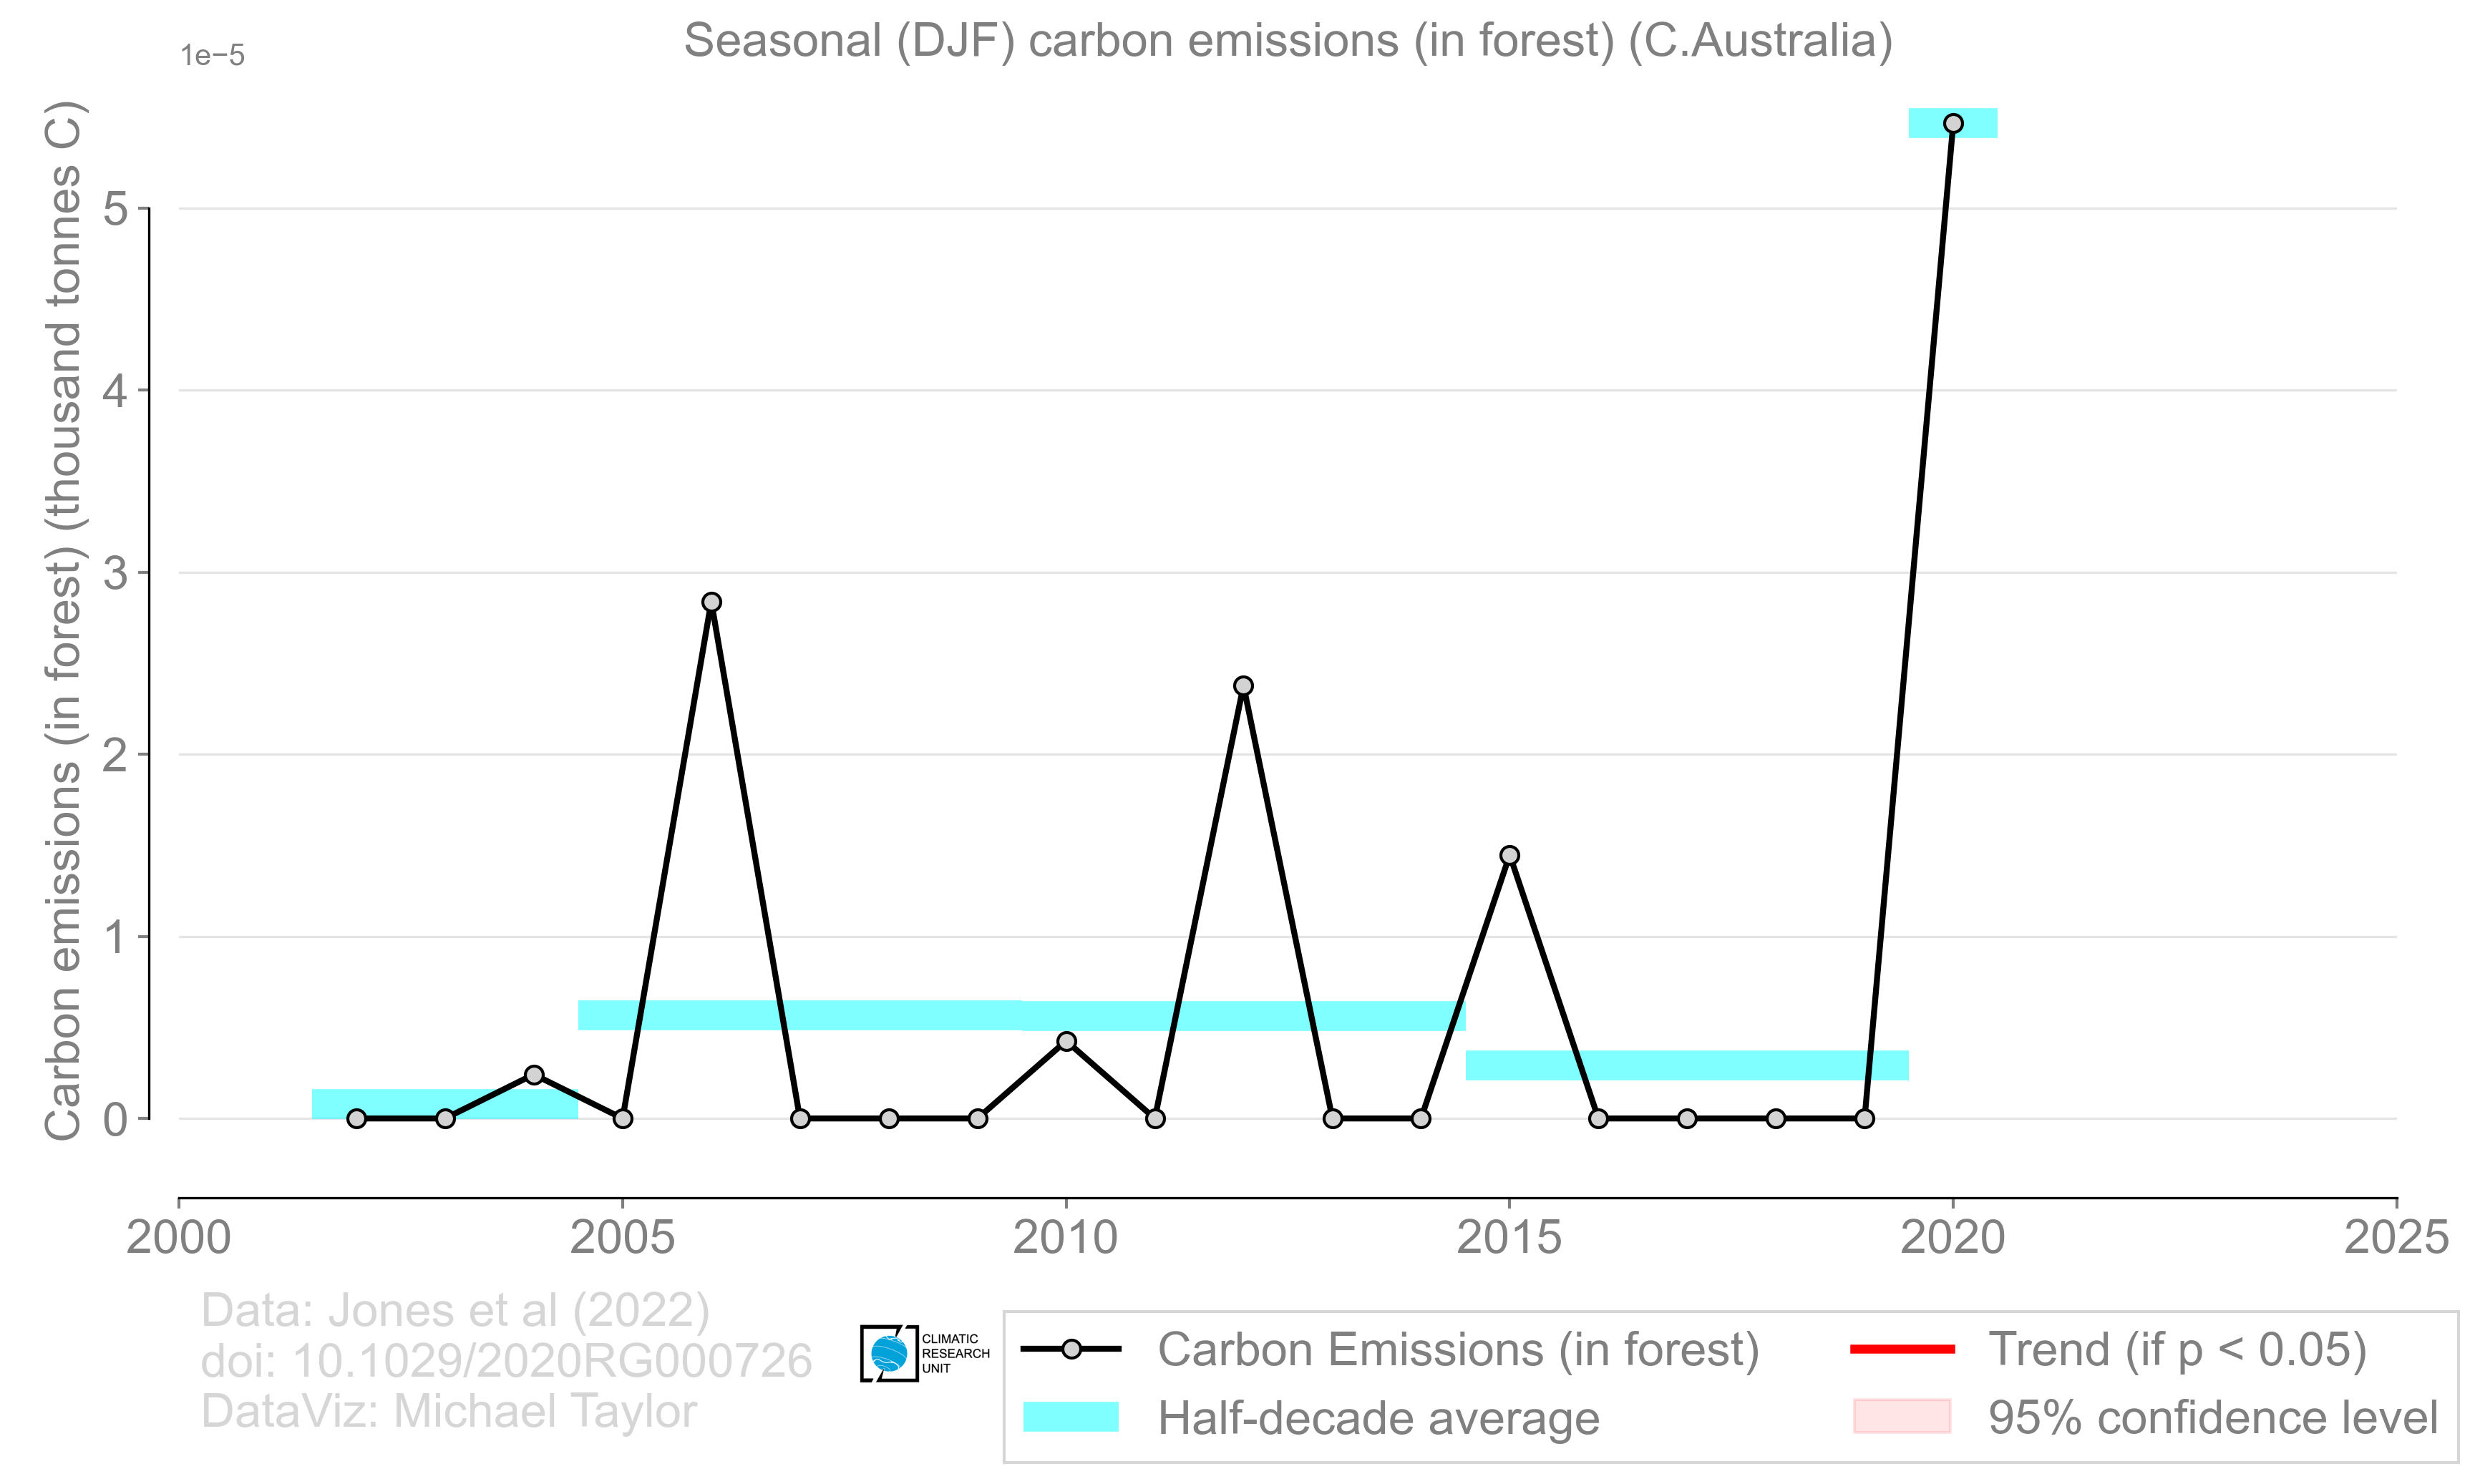 Seasonal (DJF) carbon emissions (in forest) (C.Australia)
1e−5
Carbon emissions (in forest) (thousand tonnes C)
5
4
3
2
1
0
2000 2005 2010 2015 2020 2025
Data: Jones et al (2022)
doi: 10.1029/2020RG000726
DataViz: Michael Taylor
CLIMATIC
RESEARCH
UNIT
Carbon Emissions (in forest)
Half-decade average
Trend (if p < 0.05)
95% confidence level